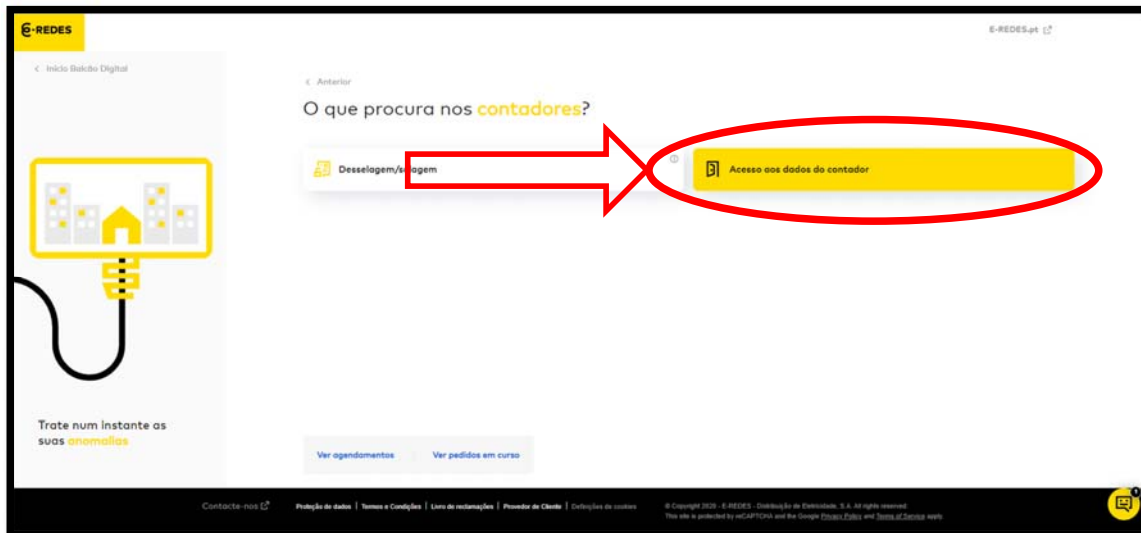 E-REDES
E-REDES.pt
< Início Balcão Digital
< Anterior
O que procura nos contadores?
Desselagem/selagem
Acesso aos dados do contador
Trate num instante as
suas anomalias
Ver agendamentos
Ver pedidos em curso
Contacte-nos
Proteção de dados | Termos e Condições | Livro de reclamações | Provedor do Cliente | Definições de cookies
© Copyright 2025 - E-REDES - Distribuição de Eletricidade, S.A. All rights reserved.
This site is protected by reCAPTCHA and the Google Privacy Policy and Terms of Service apply.